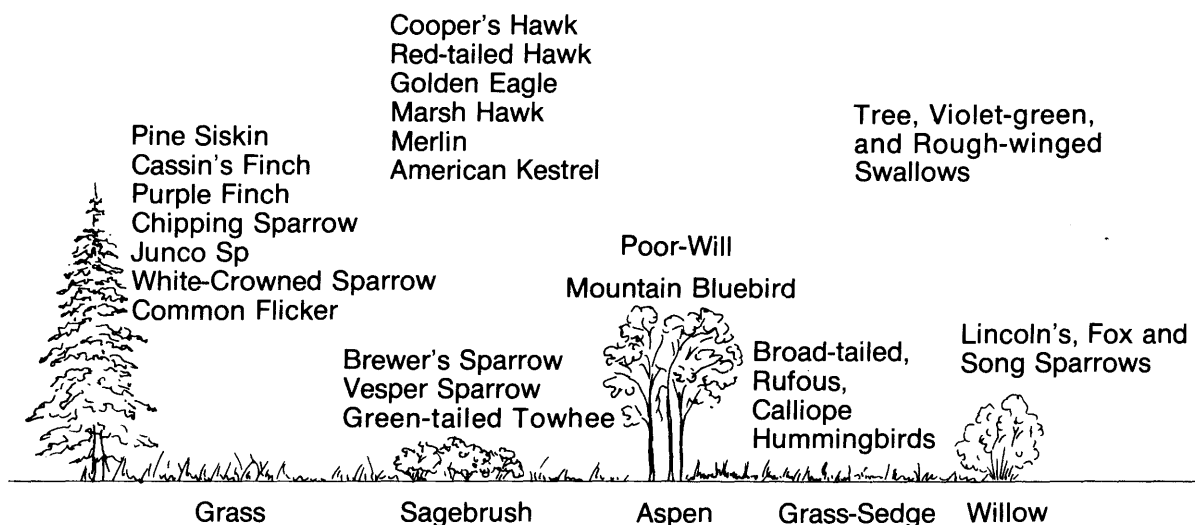 Cooper's Hawk
Red-tailed Hawk
Golden Eagle
Marsh Hawk
Merlin
American Kestrel
Tree, Violet-green,
and Rough-winged
Swallows
Pine Siskin
Cassin's Finch
Purple Finch
Chipping Sparrow
Junco Sp
White-Crowned Sparrow
Common Flicker
Poor-Will
Mountain Bluebird
Brewer's Sparrow
Vesper Sparrow
Green-tailed Towhee
Broad-tailed,
Rufous,
Calliope
Hummingbirds
Lincoln's, Fox and
Song Sparrows
Grass
Sagebrush
Aspen
Grass-Sedge
Willow